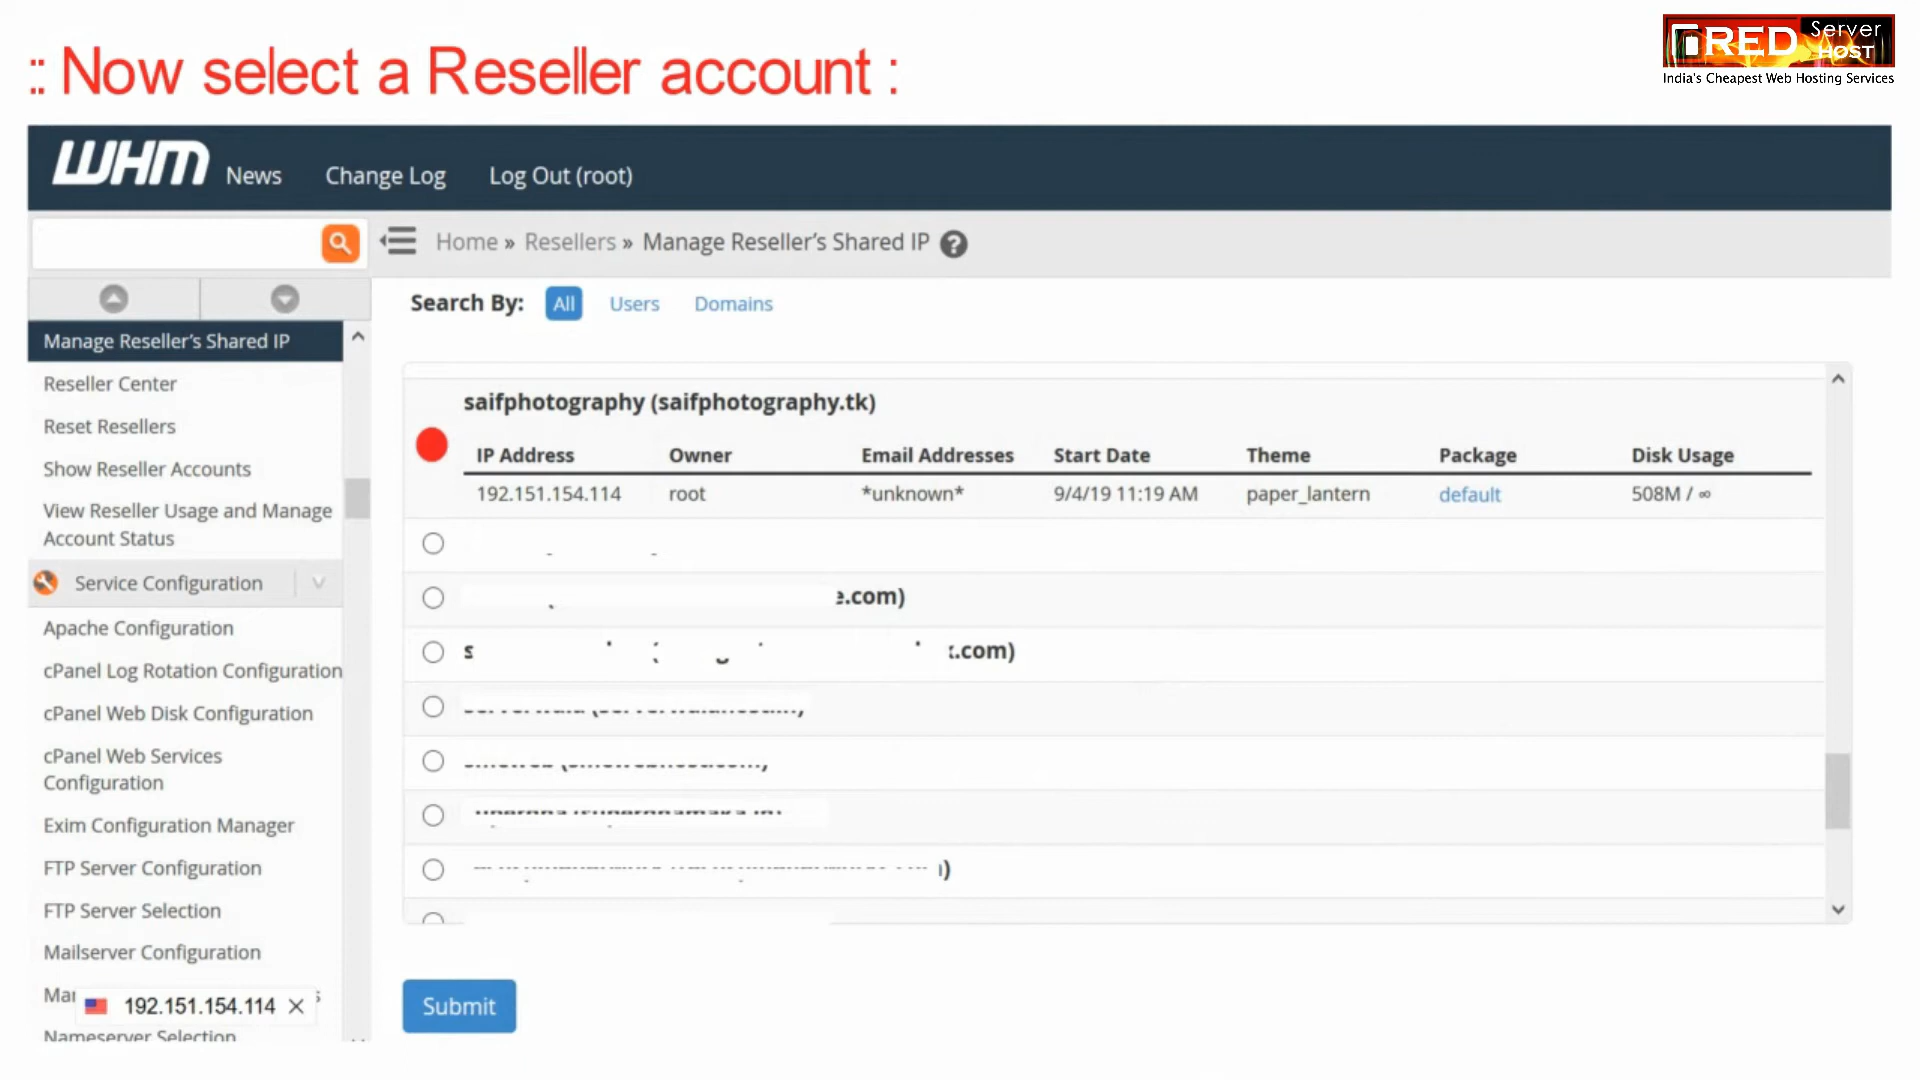 :: Now select a Reseller account :
RED Server HOST
India's Cheapest Web Hosting Services
WHM News Change Log Log Out (root)
Home » Resellers » Manage Reseller's Shared IP ?
Search By: All Users Domains
Manage Reseller's Shared IP
Reseller Center
Reset Resellers
Show Reseller Accounts
View Reseller Usage and Manage
Account Status
Service Configuration
Apache Configuration
cPanel Log Rotation Configuration
cPanel Web Disk Configuration
cPanel Web Services
Configuration
Exim Configuration Manager
FTP Server Configuration
FTP Server Selection
Mailserver Configuration
192.151.154.114
Nameserver Selection
saifphotography (saifphotography.tk)
IP Address Owner Email Addresses Start Date Theme Package Disk Usage
192.151.154.114 root *unknown* 9/4/19 11:19 AM paper_lantern default 508M / ∞
e.com)
.com)
Submit